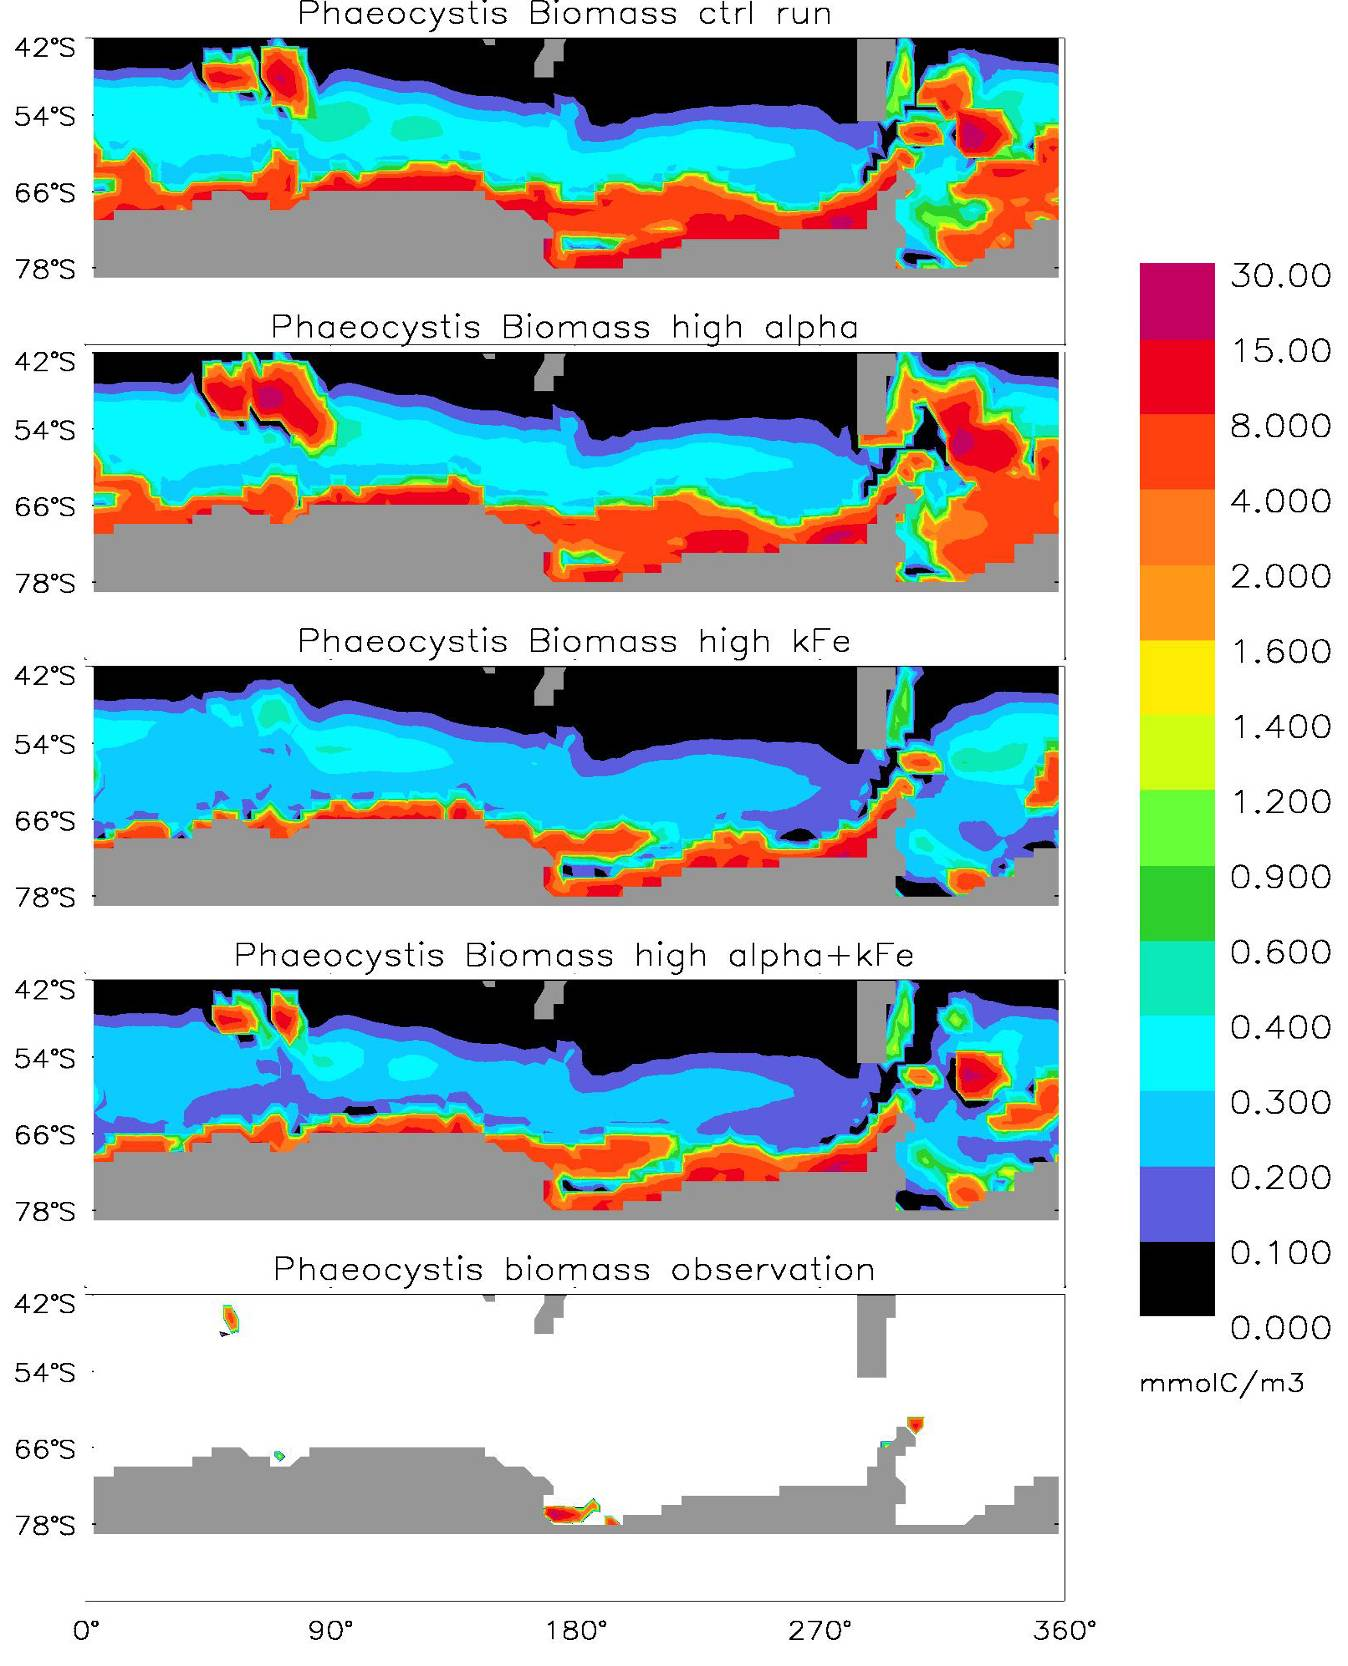 Phaeocystis Biomass ctrl run
42°S
54°S
66°S
78°S
Phaeocystis Biomass high alpha
42°S
54°S
66°S
78°S
Phaeocystis Biomass high kFe
42°S
54°S
66°S
78°S
Phaeocystis Biomass high alpha+kFe
42°S
54°S
66°S
78°S
Phaeocystis biomass observation
42°S
54°S
66°S
78°S
0°
90°
180°
270°
360°
30.00
15.00
8.000
4.000
2.000
1.600
1.400
1.200
0.900
0.600
0.400
0.300
0.200
0.100
0.000
mmolC/m3